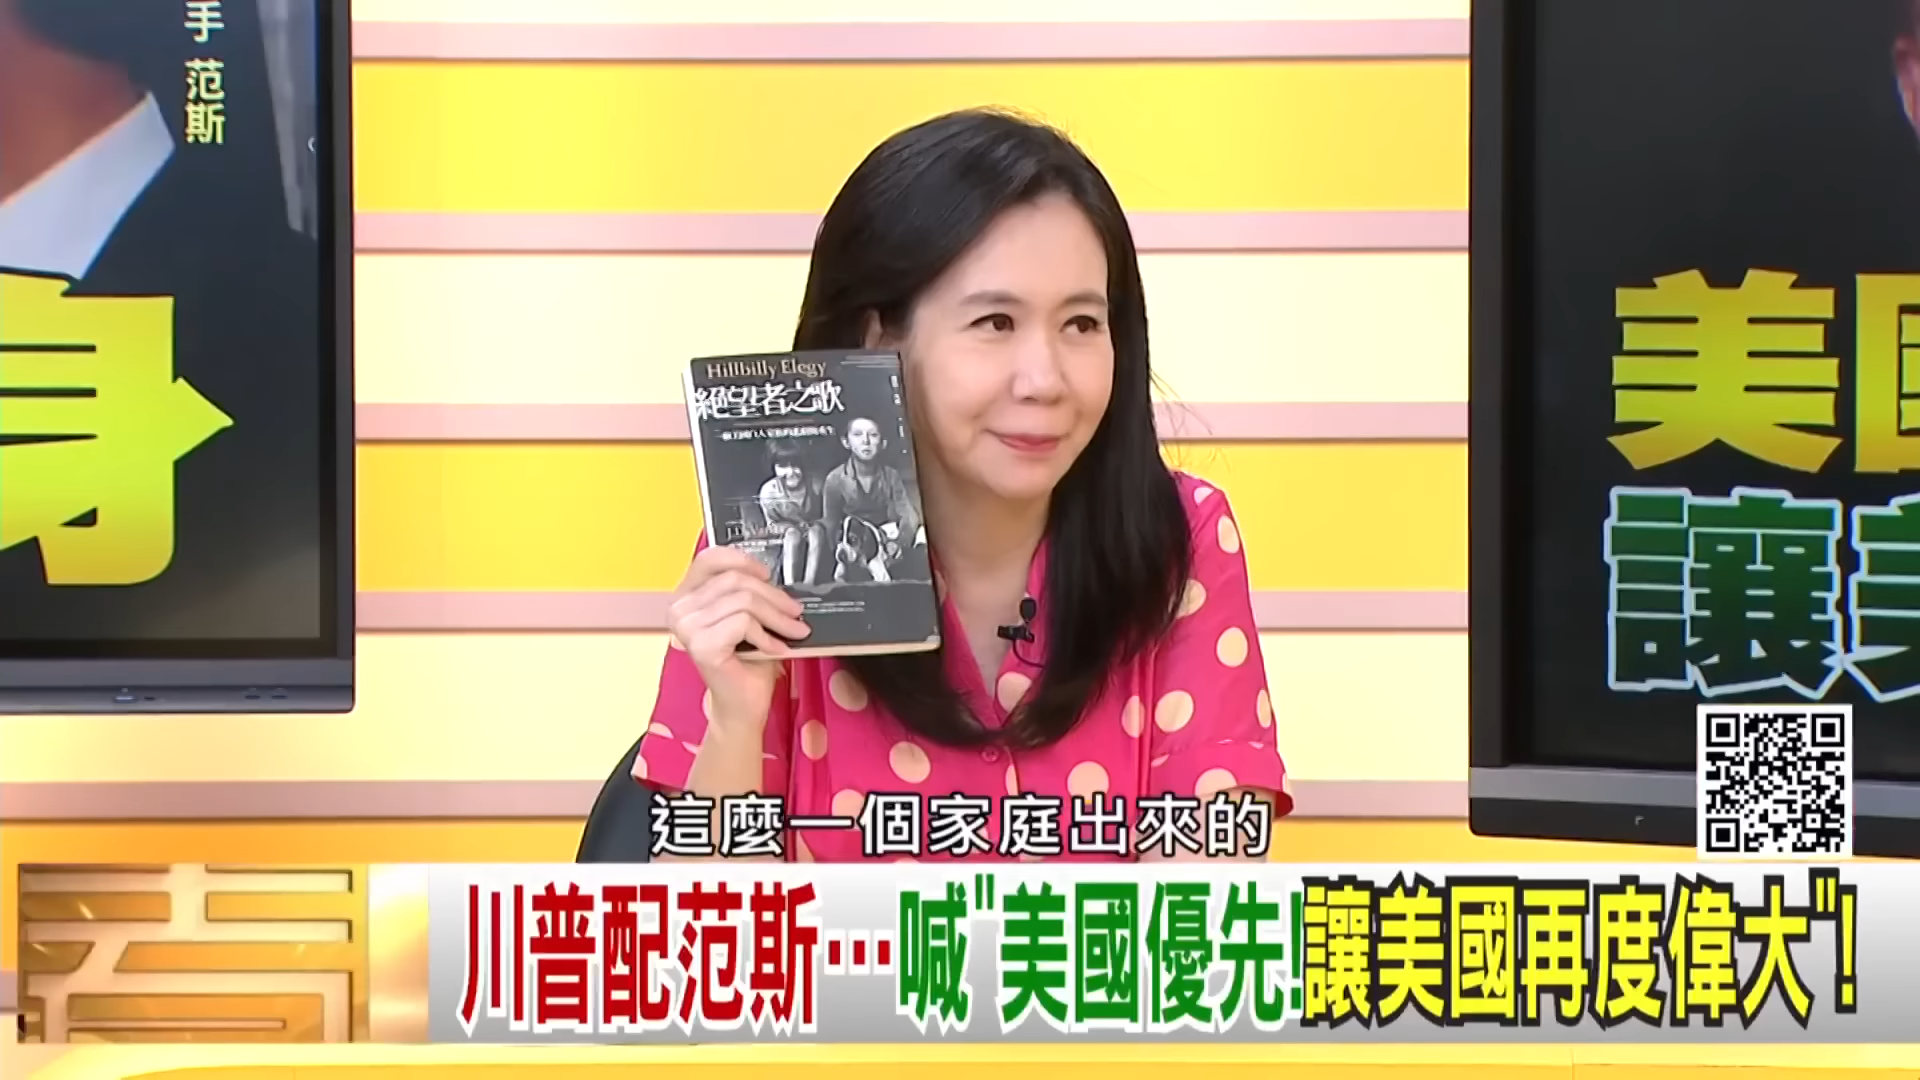 手 范斯
身
美國
讓美
Hillbilly Elegy
絕望者之歌
這麼一個家庭出來的
川普配范斯…喊"美國優先!讓美國再度偉大"!